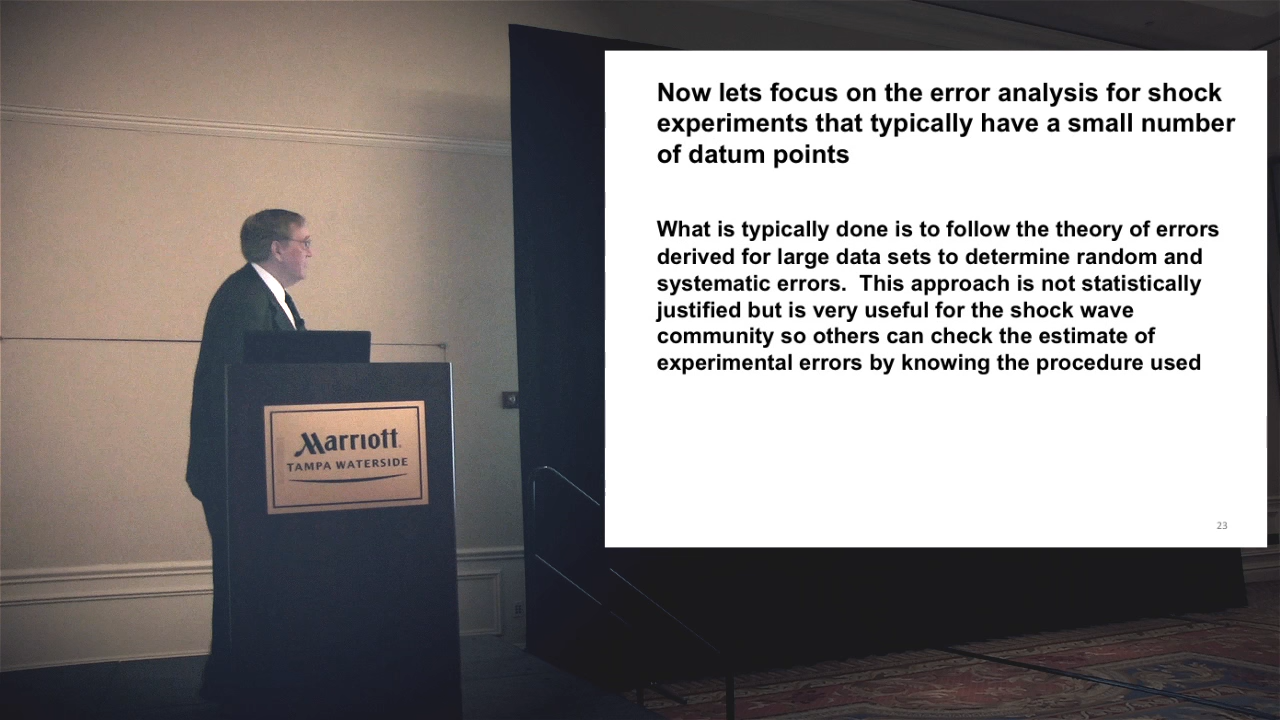 Now lets focus on the error analysis for shock
experiments that typically have a small number
of datum points
What is typically done is to follow the theory of errors
derived for large data sets to determine random and
systematic errors.  This approach is not statistically
justified but is very useful for the shock wave
community so others can check the estimate of
experimental errors by knowing the procedure used
23
Marriott
TAMPA WATERSIDE